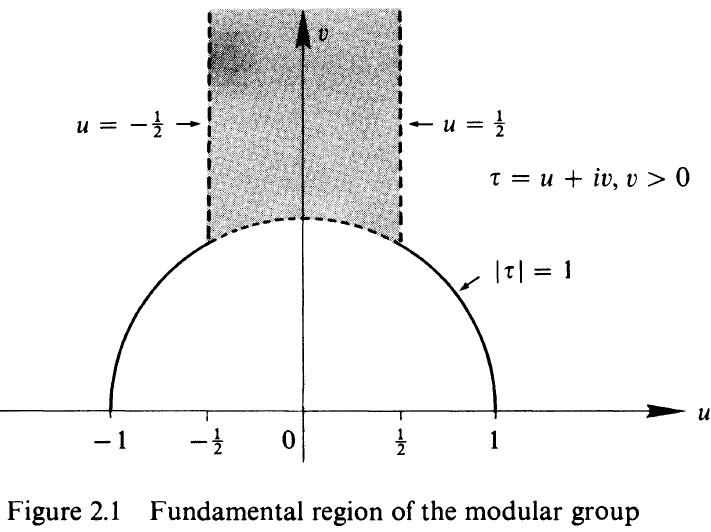 v
u = −½
u = ½
τ = u + iv, v > 0
|τ| = 1
u
−1
−½
0
½
1
Figure 2.1 Fundamental region of the modular group